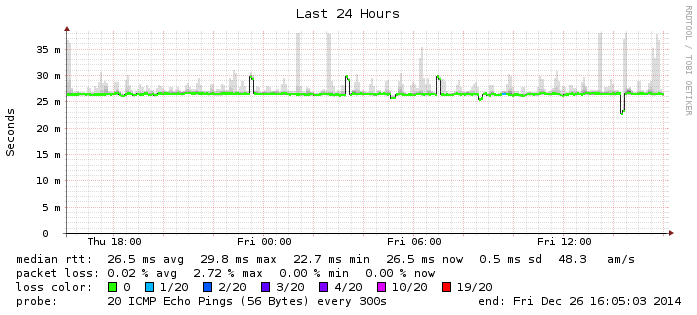 Last 24 Hours
RRDTOOL / TOBI OETIKER
Seconds
35 m
30 m
25 m
20 m
15 m
10 m
5 m
0
Thu 18:00 Fri 00:00 Fri 06:00 Fri 12:00
median rtt: 26.5 ms avg 29.8 ms max 22.7 ms min 26.5 ms now 0.5 ms sd 48.3 am/s
packet loss: 0.02 % avg 2.72 % max 0.00 % min 0.00 % now
loss color: 0 1/20 2/20 3/20 4/20 10/20 19/20
probe: 20 ICMP Echo Pings (56 Bytes) every 300s end: Fri Dec 26 16:05:03 2014